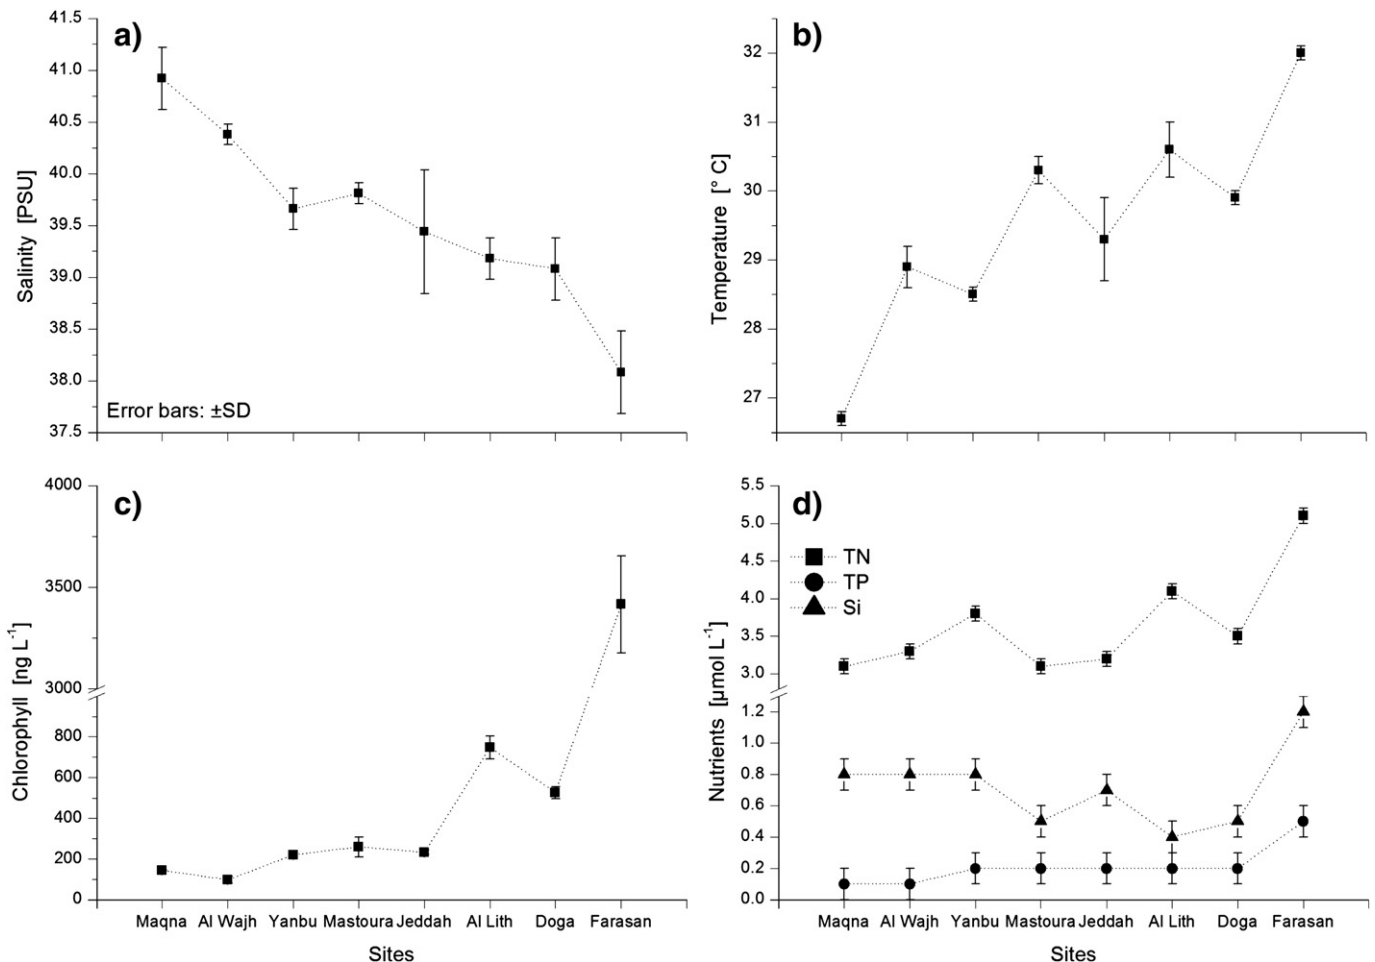 a)
41.5
41.0
40.5
40.0
39.5
39.0
38.5
38.0
37.5
Salinity [PSU]
Error bars: ±SD
b)
32
31
30
29
28
27
Temperature [° C]
c)
4000
3500
3000
800
600
400
200
0
Chlorophyll [ng L⁻¹]
Maqna Al Wajh Yanbu Mastoura Jeddah Al Lith Doga Farasan
Sites
d)
5.5
5.0
4.5
4.0
3.5
3.0
1.2
1.0
0.8
0.6
0.4
0.2
0.0
Nutrients [µmol L⁻¹]
TN
TP
Si
Maqna Al Wajh Yanbu Mastoura Jeddah Al Lith Doga Farasan
Sites